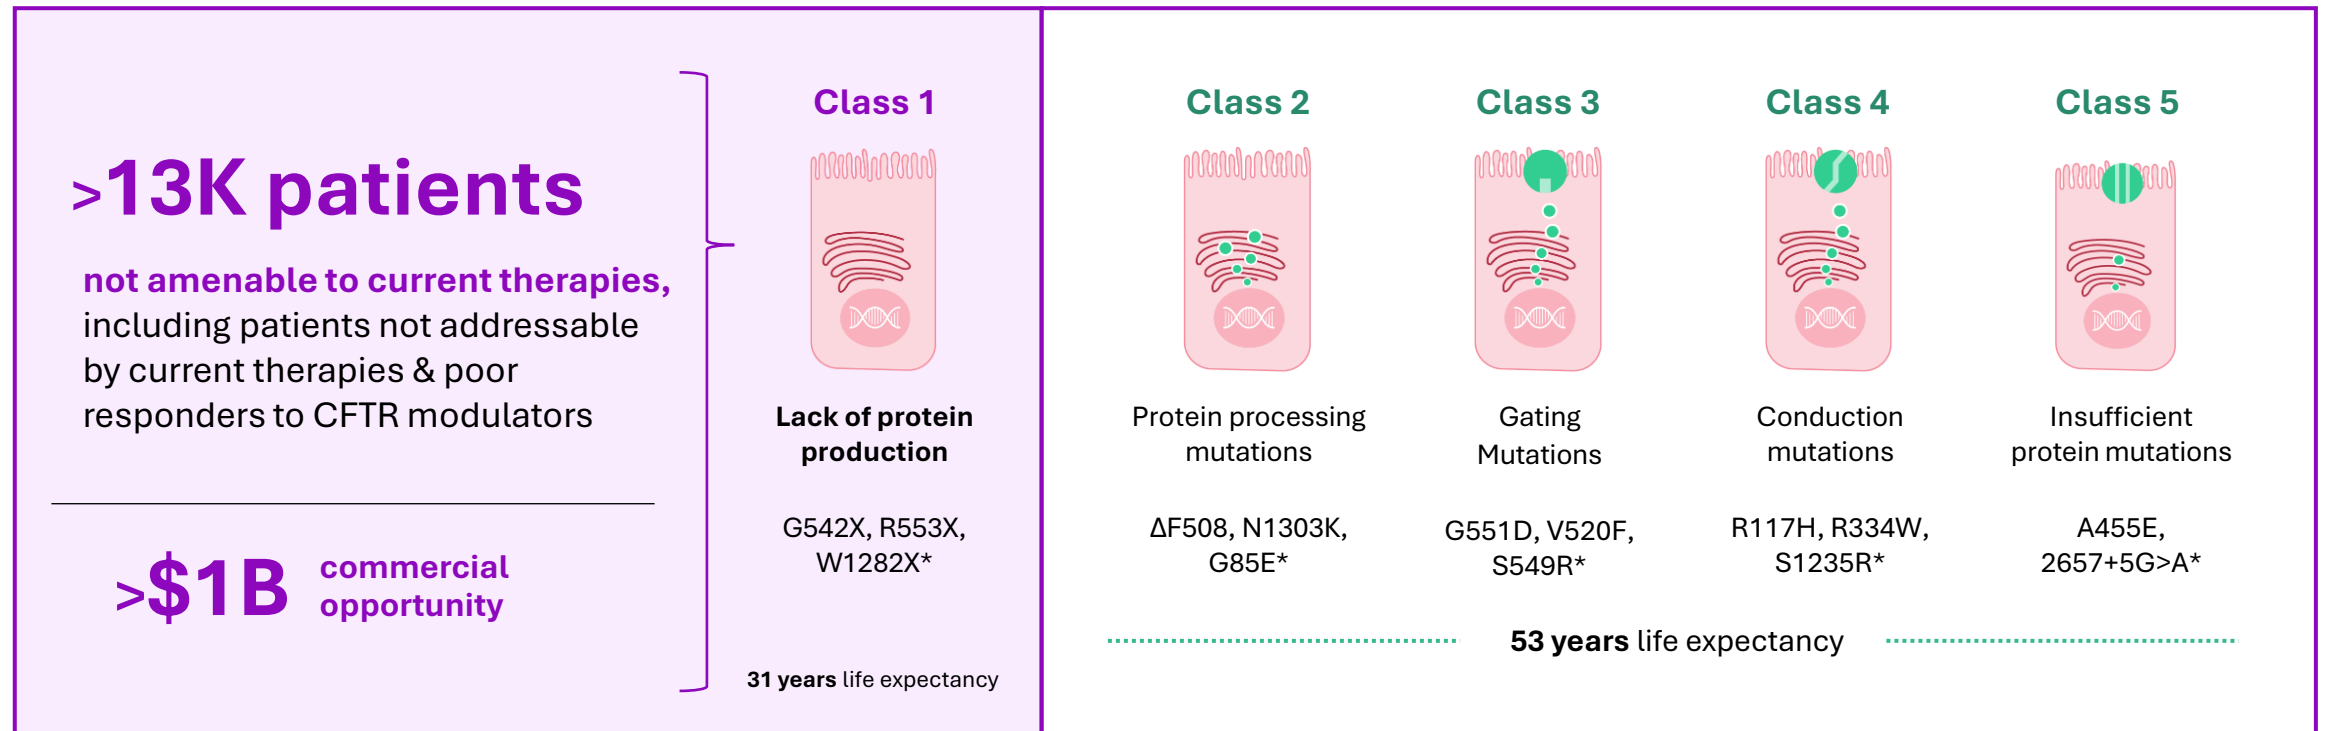 >13K patients
not amenable to current therapies,
including patients not addressable
by current therapies & poor
responders to CFTR modulators
>$1B
commercial
opportunity
Class 1
Lack of protein
production
G542X, R553X,
W1282X*
31 years life expectancy
Class 2
Protein processing
mutations
ΔF508, N1303K,
G85E*
Class 3
Gating
Mutations
G551D, V520F,
S549R*
Class 4
Conduction
mutations
R117H, R334W,
S1235R*
Class 5
Insufficient
protein mutations
A455E,
2657+5G>A*
53 years life expectancy